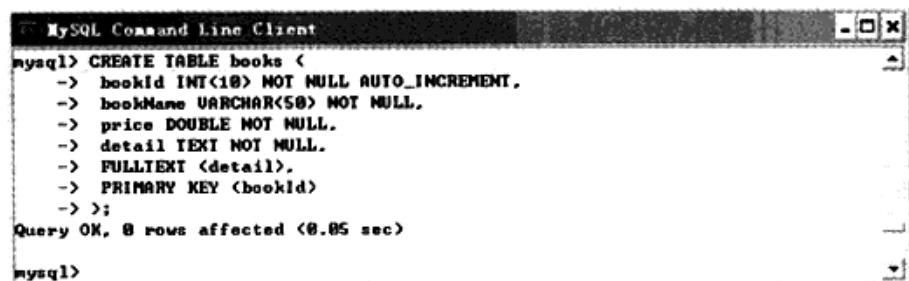 MySQL Command Line Client
mysql> CREATE TABLE books (
-> bookId INT(10) NOT NULL AUTO_INCREMENT,
-> bookName VARCHAR(50) NOT NULL,
-> price DOUBLE NOT NULL,
-> detail TEXT NOT NULL,
-> FULLTEXT (detail),
-> PRIMARY KEY (bookId)
-> );
Query OK, 0 rows affected (0.05 sec)
mysql>